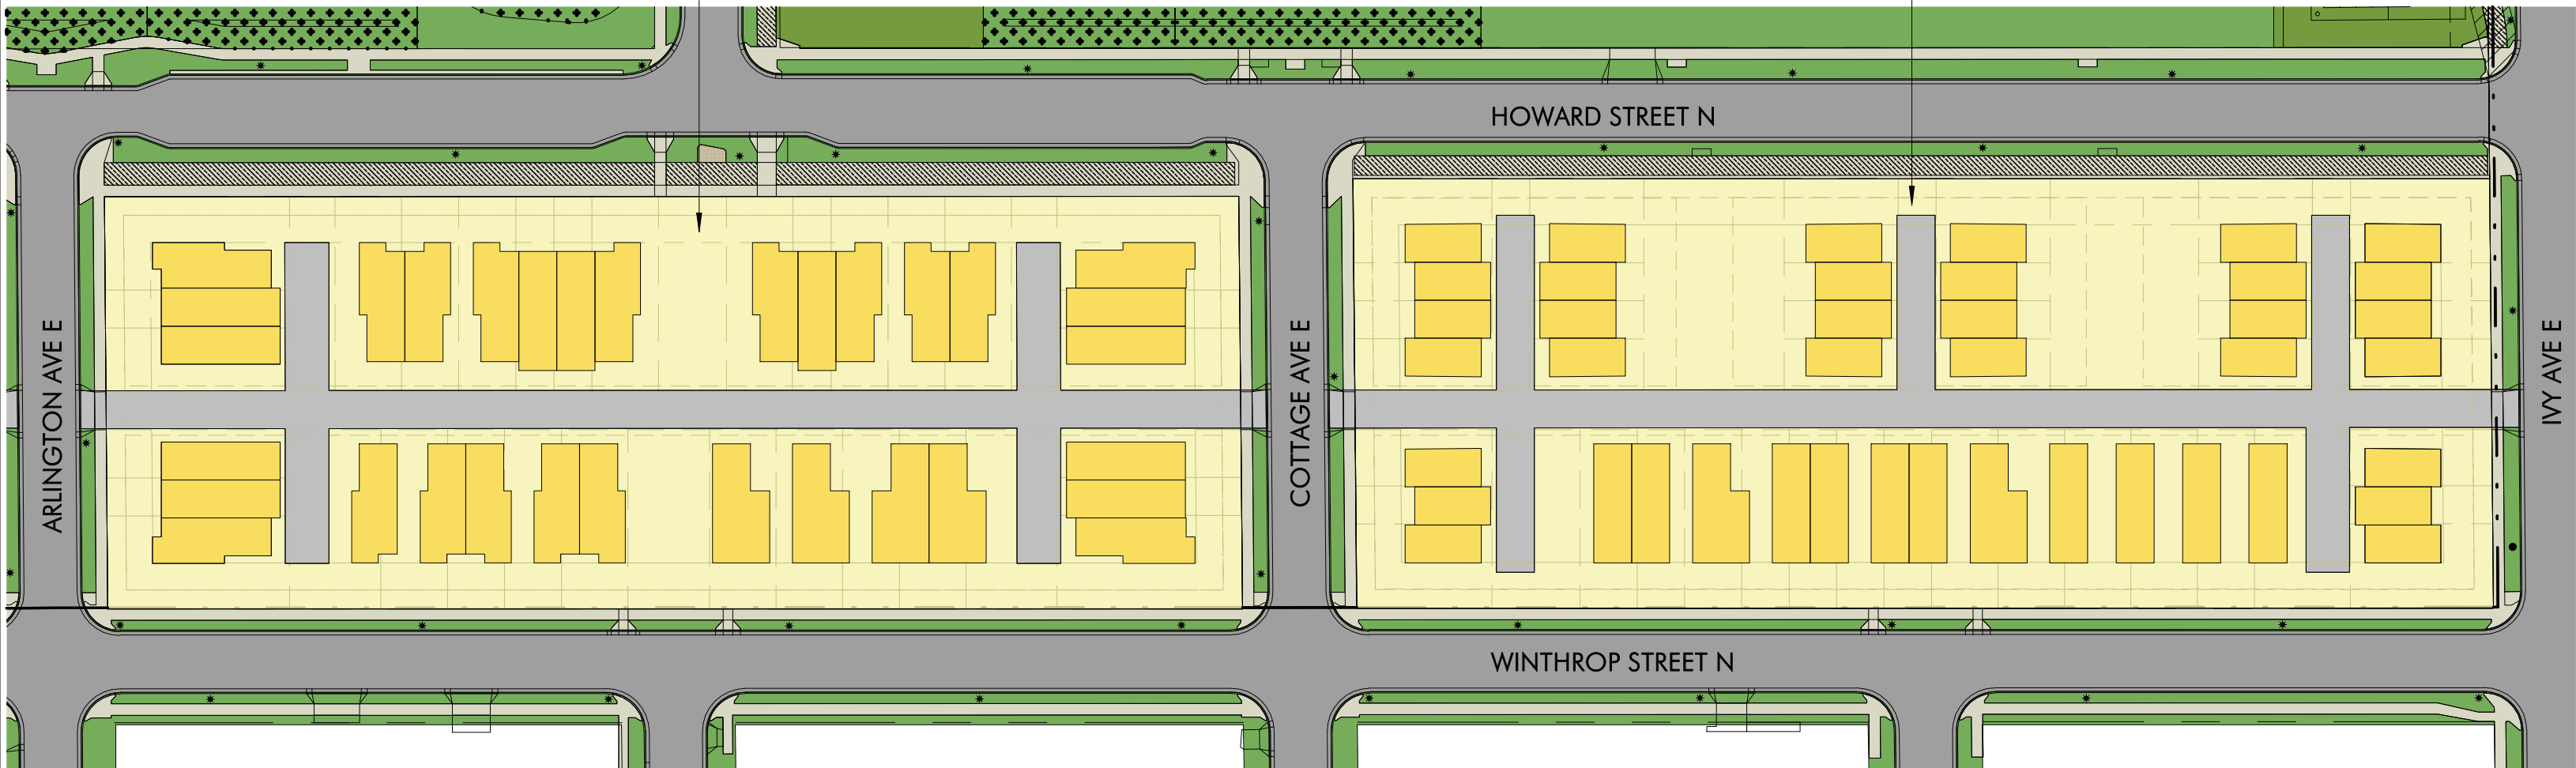 HOWARD STREET N
ARLINGTON AVE E
COTTAGE AVE E
IVY AVE E
WINTHROP STREET N